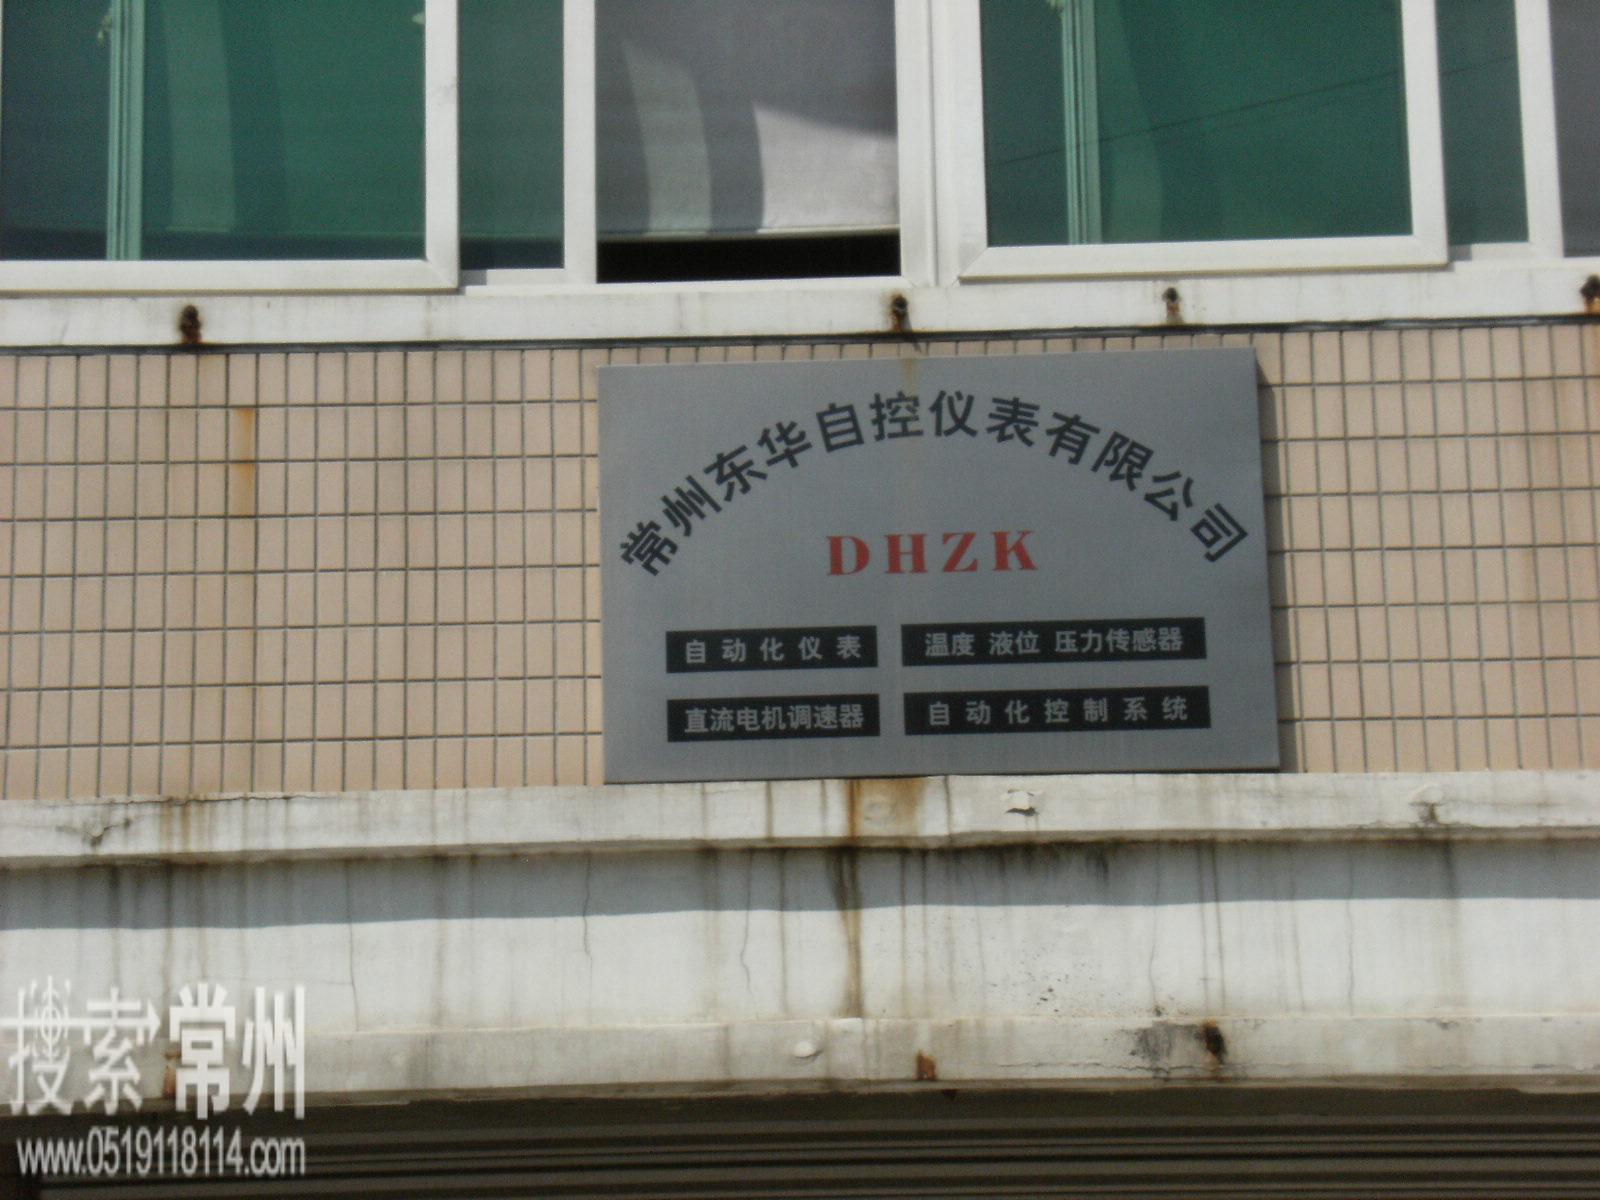 常州东华自控仪表有限公司
DHZK
自动化仪表 温度 液位 压力传感器
直流电机调速器 自动化控制系统
搜索常州
www.0519118114.com